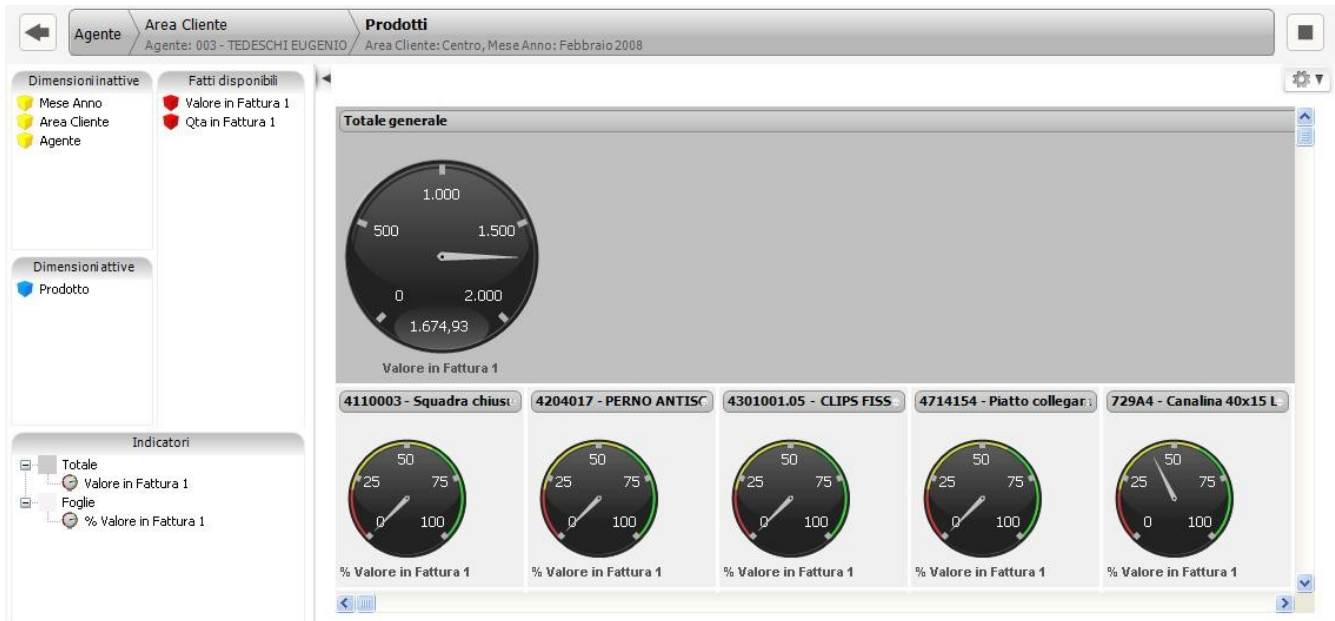 Agente
Area Cliente
Agente: 003 - TEDESCHI EUGENIO
Prodotti
Area Cliente: Centro, Mese Anno: Febbraio 2008
Dimensioni inattive
Mese Anno
Area Cliente
Agente
Fatti disponibili
Valore in Fattura 1
Qta in Fattura 1
Dimensioni attive
Prodotto
Indicatori
Totale
Valore in Fattura 1
Foglie
% Valore in Fattura 1
Totale generale
1.000
500 1.500
0 2.000
1.674,93
Valore in Fattura 1
4110003 - Squadra chius
4204017 - PERNO ANTISC
4301001.05 - CLIPS FISS
4714154 - Piatto collegar
729A4 - Canalina 40x15 L
50
25 75
0 100
% Valore in Fattura 1
50
25 75
0 100
% Valore in Fattura 1
50
25 75
0 100
% Valore in Fattura 1
50
25 75
0 100
% Valore in Fattura 1
50
25 75
0 100
% Valore in Fattura 1